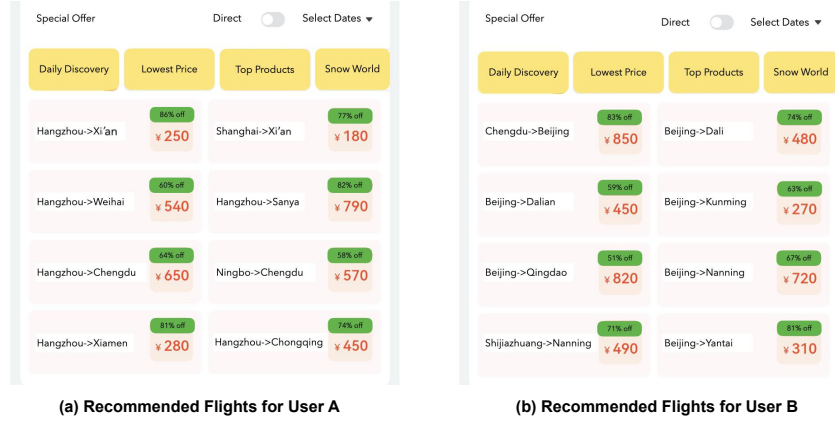 Special Offer Direct Select Dates
Daily Discovery Lowest Price Top Products Snow World
86% off 77% off
Hangzhou->Xi'an ¥ 250 Shanghai->Xi'an ¥ 180
60% off 82% off
Hangzhou->Weihai ¥ 540 Hangzhou->Sanya ¥ 790
64% off 58% off
Hangzhou->Chengdu ¥ 650 Ningbo->Chengdu ¥ 570
81% off 74% off
Hangzhou->Xiamen ¥ 280 Hangzhou->Chongqing ¥ 450
(a) Recommended Flights for User A
Special Offer Direct Select Dates
Daily Discovery Lowest Price Top Products Snow World
83% off 74% off
Chengdu->Beijing ¥ 850 Beijing->Dali ¥ 480
59% off 63% off
Beijing->Dalian ¥ 450 Beijing->Kunming ¥ 270
51% off 67% off
Beijing->Qingdao ¥ 820 Beijing->Nanning ¥ 720
71% off 81% off
Shijiazhuang->Nanning ¥ 490 Beijing->Yantai ¥ 310
(b) Recommended Flights for User B